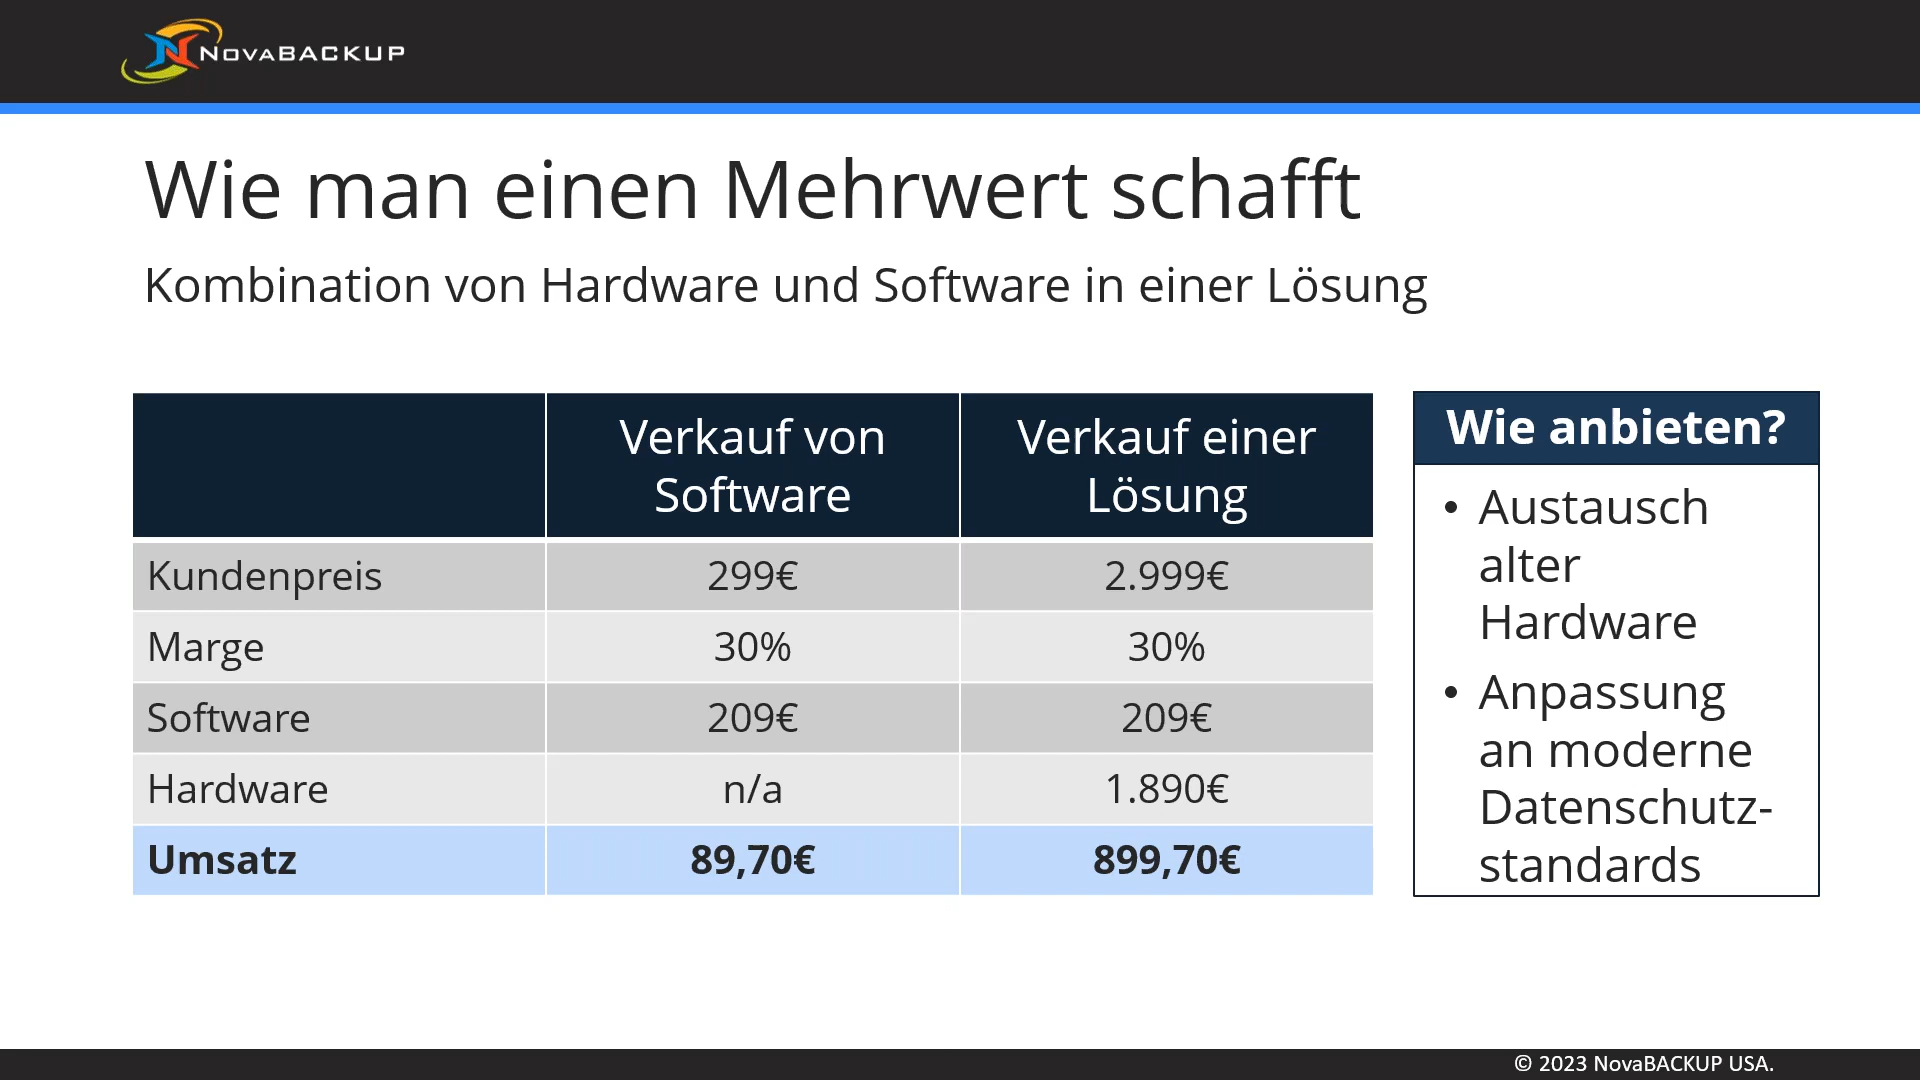 NovaBACKUP
Wie man einen Mehrwert schafft
Kombination von Hardware und Software in einer Lösung
Verkauf von
Software
Verkauf einer
Lösung
Kundenpreis 299€ 2.999€
Marge 30% 30%
Software 209€ 209€
Hardware n/a 1.890€
Umsatz 89,70€ 899,70€
Wie anbieten?
• Austausch
alter
Hardware
• Anpassung
an moderne
Datenschutz-
standards
© 2023 NovaBACKUP USA.